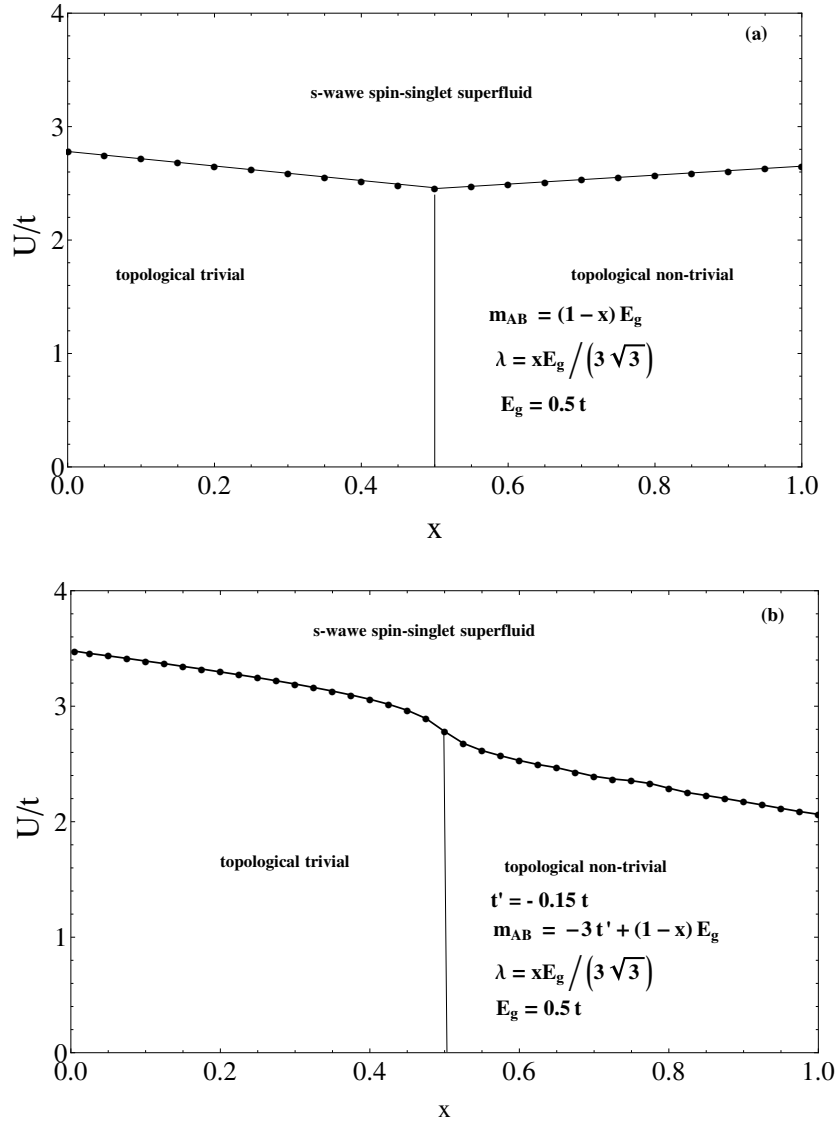 4
(a)
s-wawe spin-singlet superfluid
3
U/t
2
topological trivial
topological non-trivial
m_AB = (1 − x) E_g
1
λ = xE_g / (3 √3)
E_g = 0.5 t
0
0.0 0.2 0.4 0.6 0.8 1.0
x
4
(b)
s-wawe spin-singlet superfluid
3
U/t
2
topological trivial
topological non-trivial
t' = - 0.15 t
m_AB = −3 t' + (1 − x) E_g
1
λ = xE_g / (3 √3)
E_g = 0.5 t
0
0.0 0.2 0.4 0.6 0.8 1.0
x